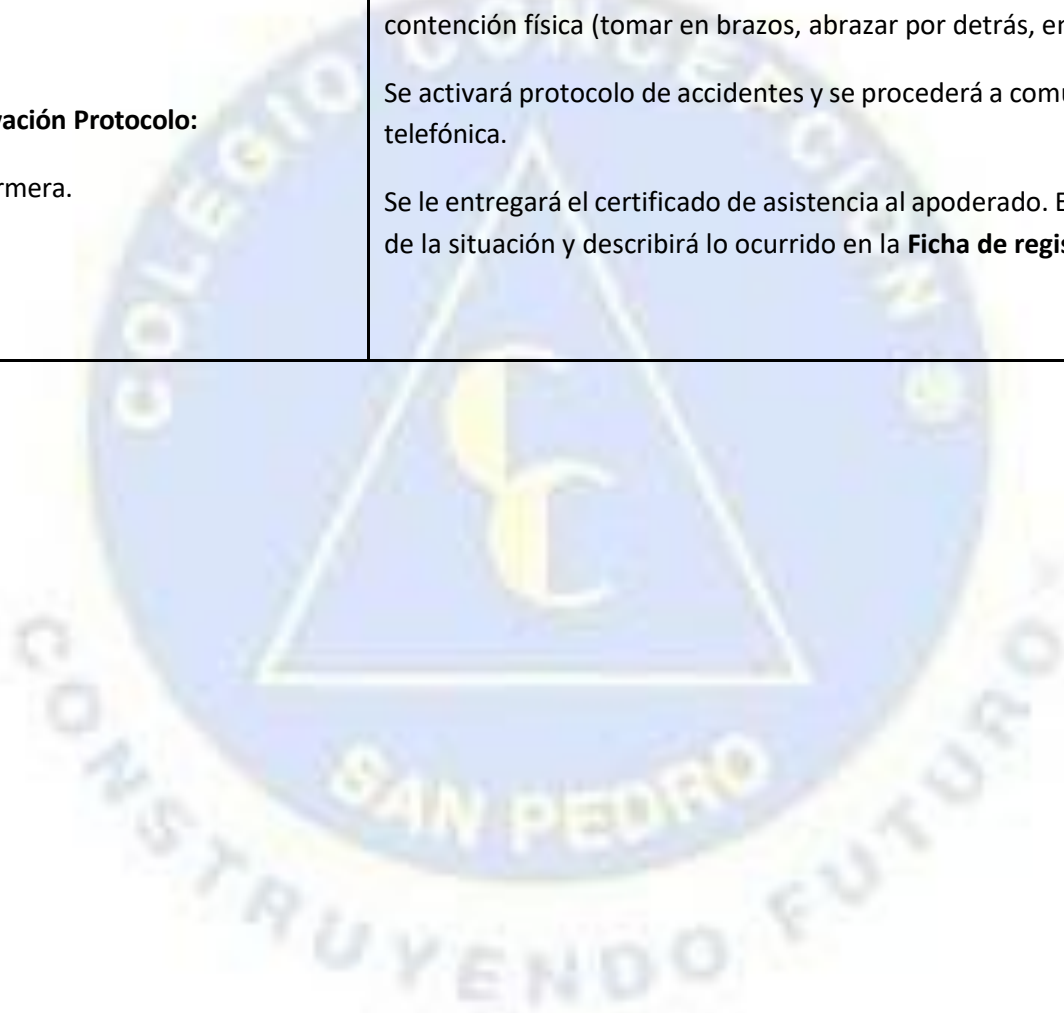 contención física (tomar en brazos, abrazar por detrás, en
Se activará protocolo de accidentes y se procederá a comu
vación Protocolo:
telefónica.
rmera.
Se le entregará el certificado de asistencia al apoderado. E
de la situación y describirá lo ocurrido en la Ficha de regis
COLEGIO CONCEPCIÓN
CC
SAN PEDRO
CONSTRUYENDO FUTURO